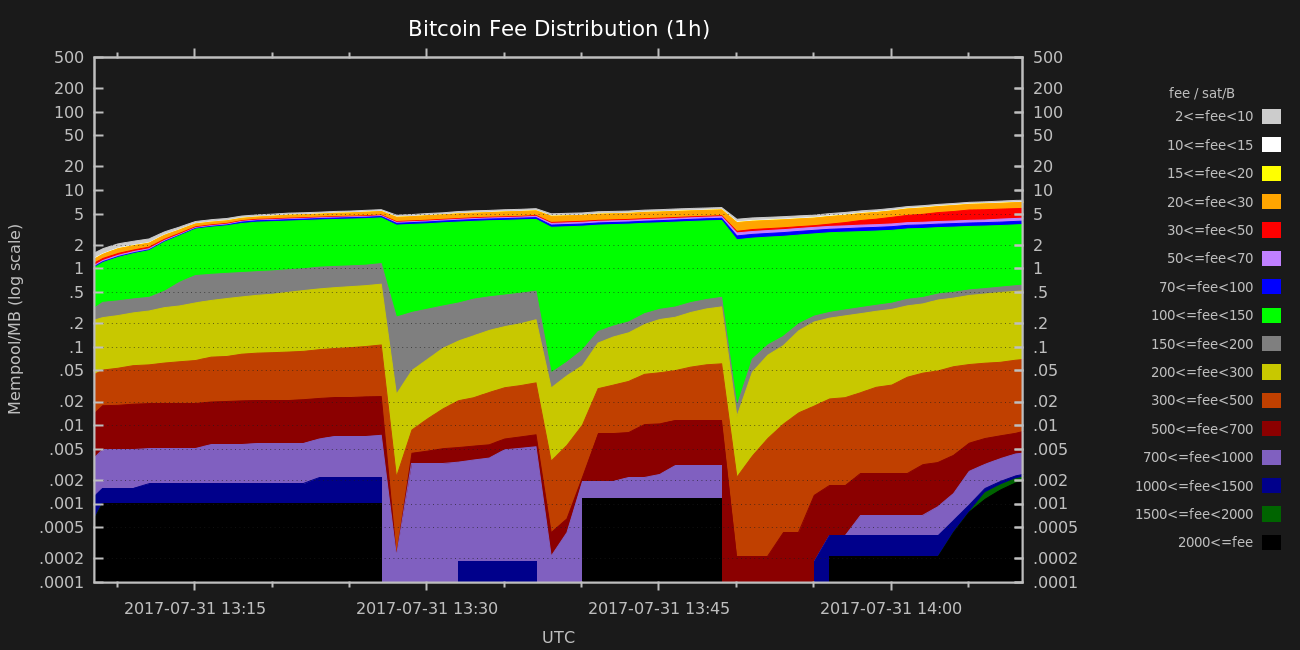 Bitcoin Fee Distribution (1h)
Mempool/MB (log scale)
500
200
100
50
20
10
5
2
1
.5
.2
.1
.05
.02
.01
.005
.002
.001
.0005
.0002
.0001
500
200
100
50
20
10
5
2
1
.5
.2
.1
.05
.02
.01
.005
.002
.001
.0005
.0002
.0001
2017-07-31 13:15
2017-07-31 13:30
2017-07-31 13:45
2017-07-31 14:00
UTC
fee / sat/B
2<=fee<10
10<=fee<15
15<=fee<20
20<=fee<30
30<=fee<50
50<=fee<70
70<=fee<100
100<=fee<150
150<=fee<200
200<=fee<300
300<=fee<500
500<=fee<700
700<=fee<1000
1000<=fee<1500
1500<=fee<2000
2000<=fee